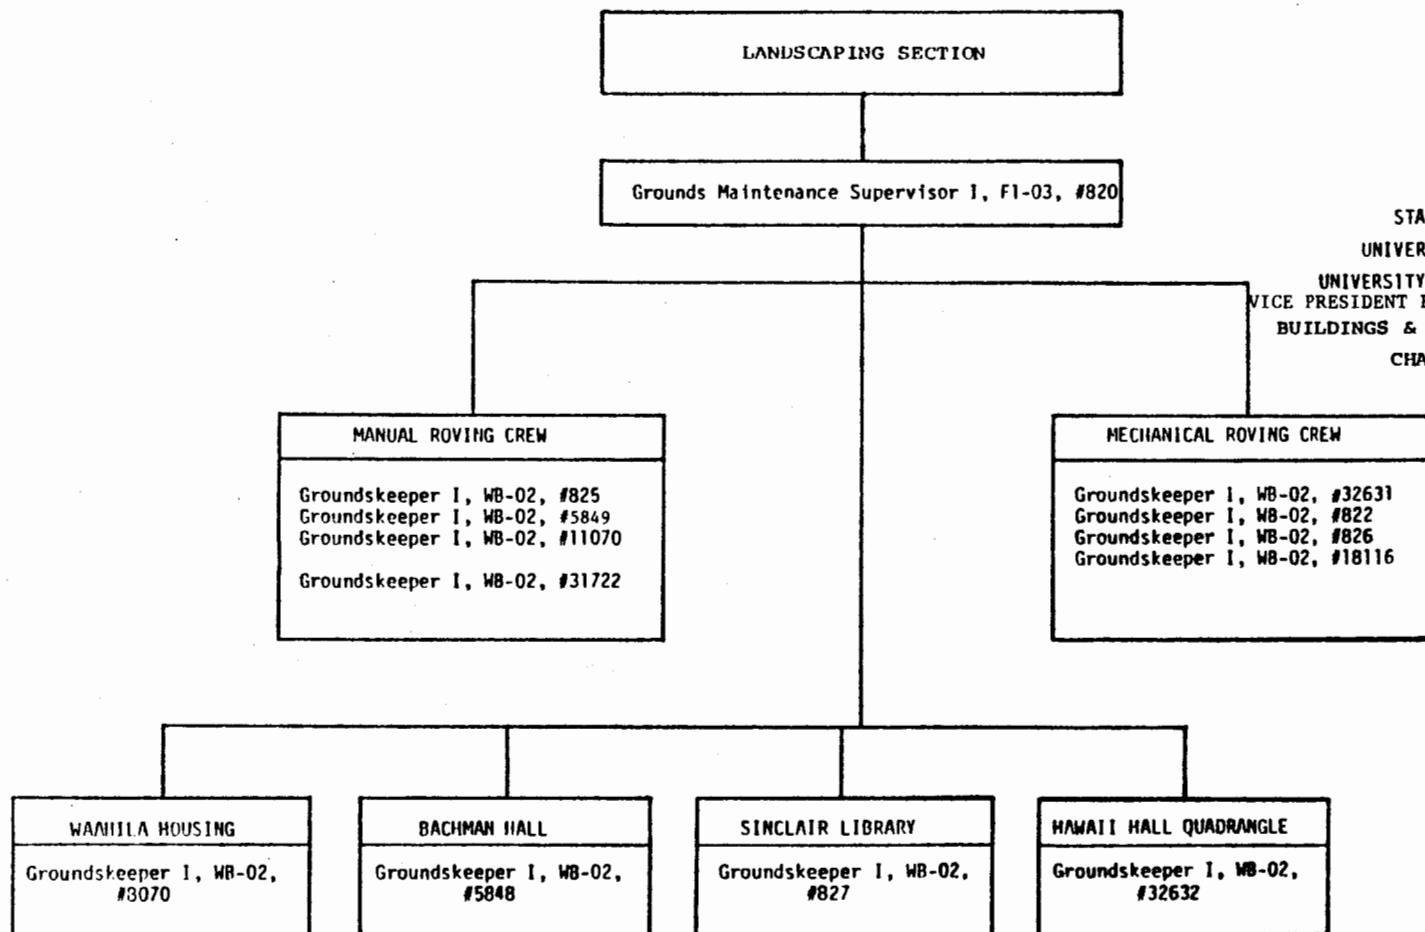 LANDSCAPING SECTION
Grounds Maintenance Supervisor I, F1-03, #820
STA
UNIVER
UNIVERSITY
VICE PRESIDENT
BUILDINGS &
CHA
MANUAL ROVING CREW
Groundskeeper I, WB-02, #825
Groundskeeper I, WB-02, #5849
Groundskeeper I, WB-02, #11070
Groundskeeper I, WB-02, #31722
MECHANICAL ROVING CREW
Groundskeeper I, WB-02, #32631
Groundskeeper I, WB-02, #822
Groundskeeper I, WB-02, #826
Groundskeeper I, WB-02, #18116
WAAHILA HOUSING
Groundskeeper I, WB-02,
#3070
BACHMAN HALL
Groundskeeper I, WB-02,
#5848
SINCLAIR LIBRARY
Groundskeeper I, WB-02,
#827
HAWAII HALL QUADRANGLE
Groundskeeper I, WB-02,
#32632